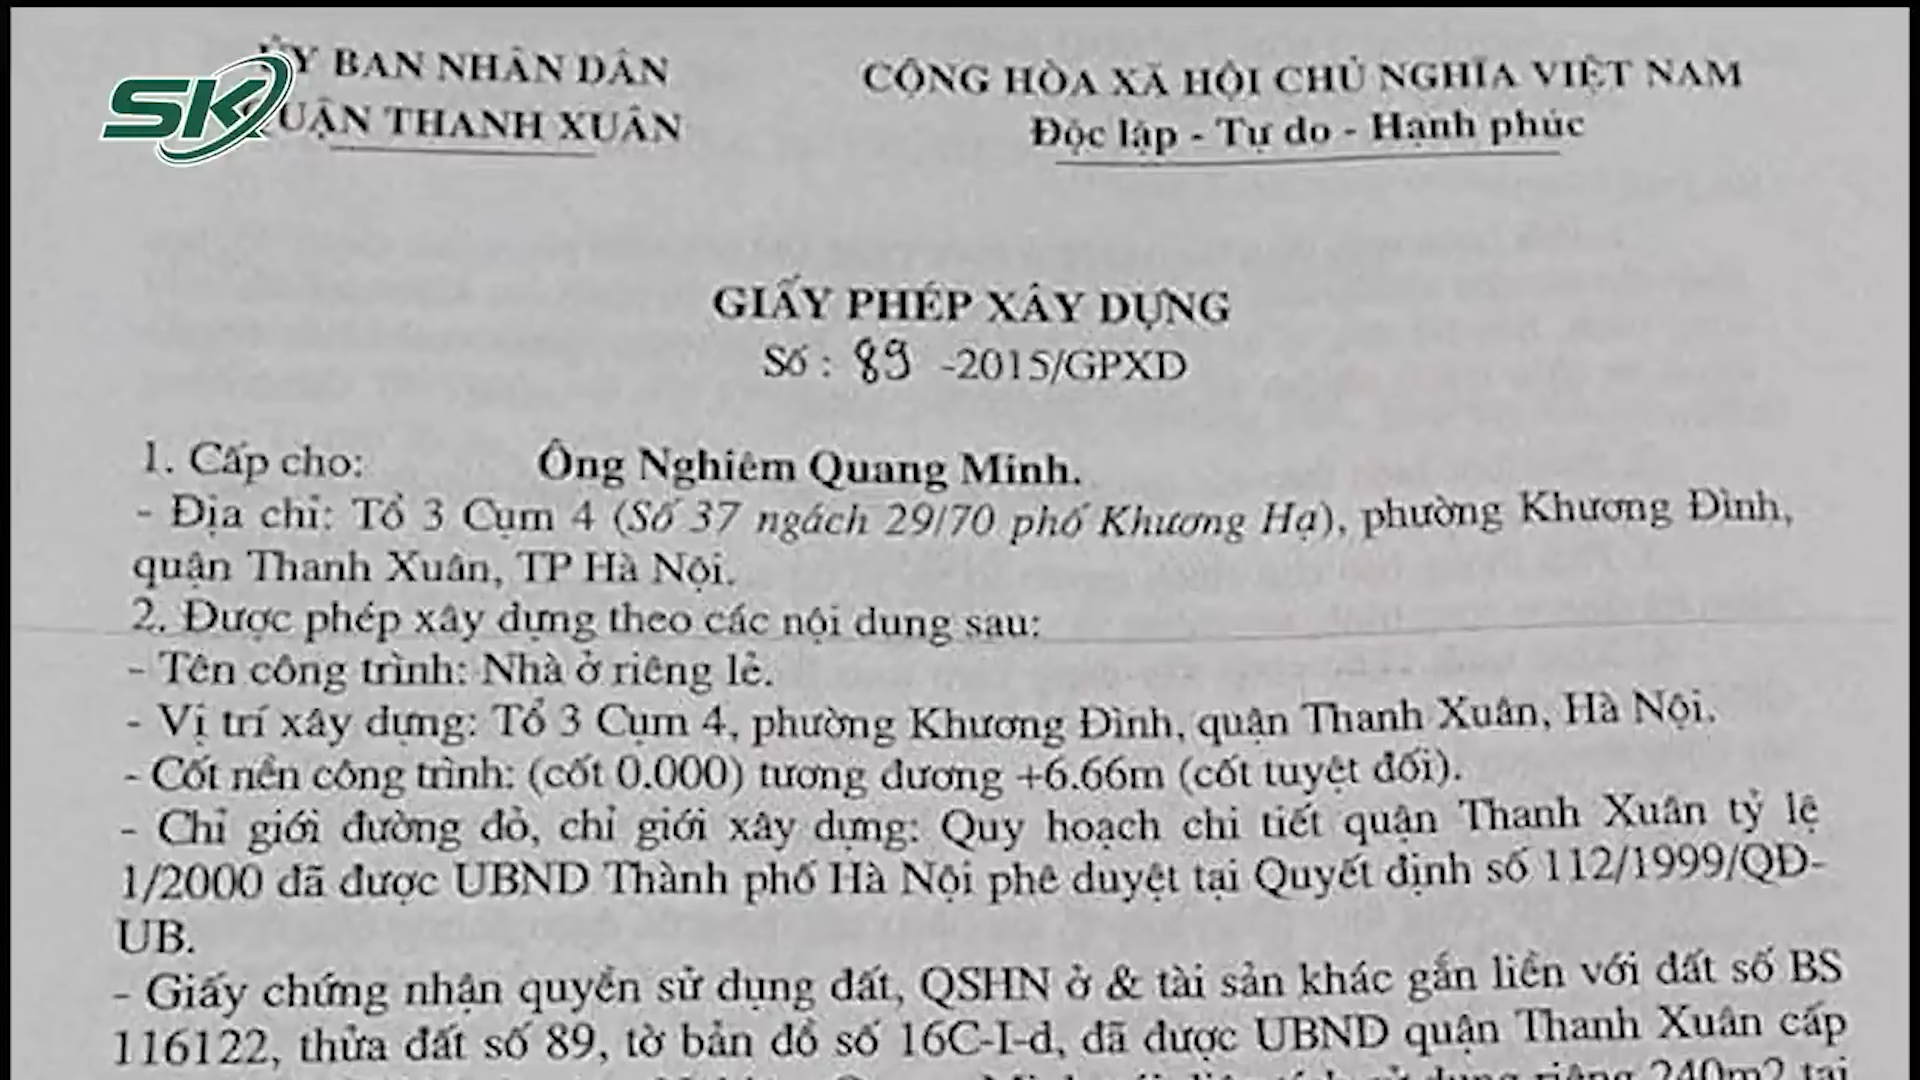 SK
ỦY BAN NHÂN DÂN
QUẬN THANH XUÂN
CỘNG HÒA XÃ HỘI CHỦ NGHĨA VIỆT NAM
Độc lập - Tự do - Hạnh phúc
GIẤY PHÉP XÂY DỰNG
Số : 89 -2015/GPXD
1. Cấp cho: Ông Nghiêm Quang Minh.
- Địa chỉ: Tổ 3 Cụm 4 (Số 37 ngách 29/70 phố Khương Hạ), phường Khương Đình,
quận Thanh Xuân, TP Hà Nội.
2. Được phép xây dựng theo các nội dung sau:
- Tên công trình: Nhà ở riêng lẻ.
- Vị trí xây dựng: Tổ 3 Cụm 4, phường Khương Đình, quận Thanh Xuân, Hà Nội.
- Cốt nền công trình: (cốt 0.000) tương đương +6.66m (cốt tuyệt đối).
- Chỉ giới đường đỏ, chỉ giới xây dựng: Quy hoạch chi tiết quận Thanh Xuân tỷ lệ
1/2000 đã được UBND Thành phố Hà Nội phê duyệt tại Quyết định số 112/1999/QĐ-
UB.
- Giấy chứng nhận quyền sử dụng đất, QSHN ở & tài sản khác gắn liền với đất số BS
116122, thửa đất số 89, tờ bản đồ số 16C-I-d, đã được UBND quận Thanh Xuân cấp
riêng 240m2 tại